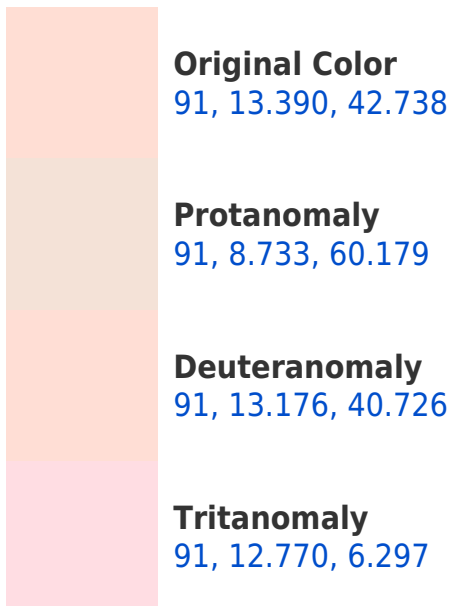 Original Color
91, 13.390, 42.738
Protanomaly
91, 8.733, 60.179
Deuteranomaly
91, 13.176, 40.726
Tritanomaly
91, 12.770, 6.297